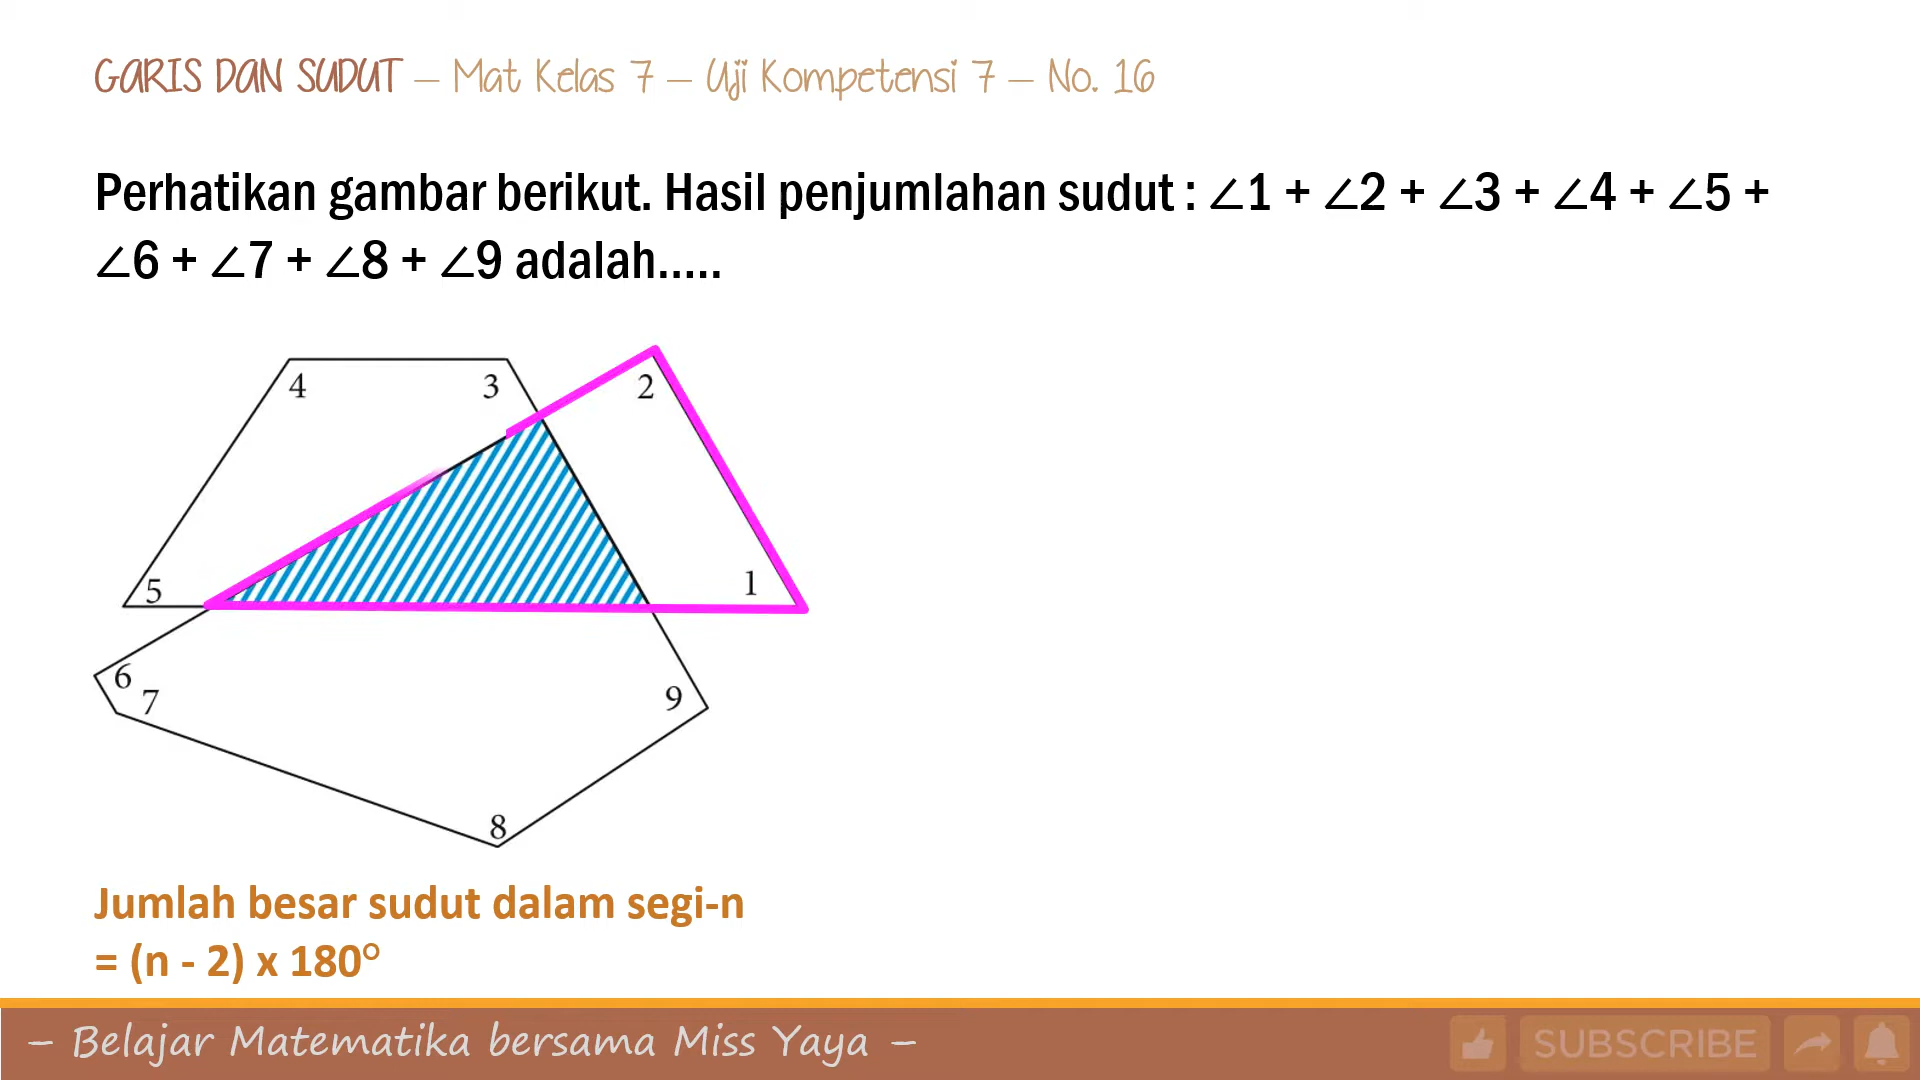 GARIS DAN SUDUT – Mat Kelas 7 – Uji Kompetensi 7 – No. 16
Perhatikan gambar berikut. Hasil penjumlahan sudut : ∠1 + ∠2 + ∠3 + ∠4 + ∠5 +
∠6 + ∠7 + ∠8 + ∠9 adalah.....
4 3 2
5 1
6
7 9
8
Jumlah besar sudut dalam segi-n
= (n - 2) x 180°
– Belajar Matematika bersama Miss Yaya –
SUBSCRIBE